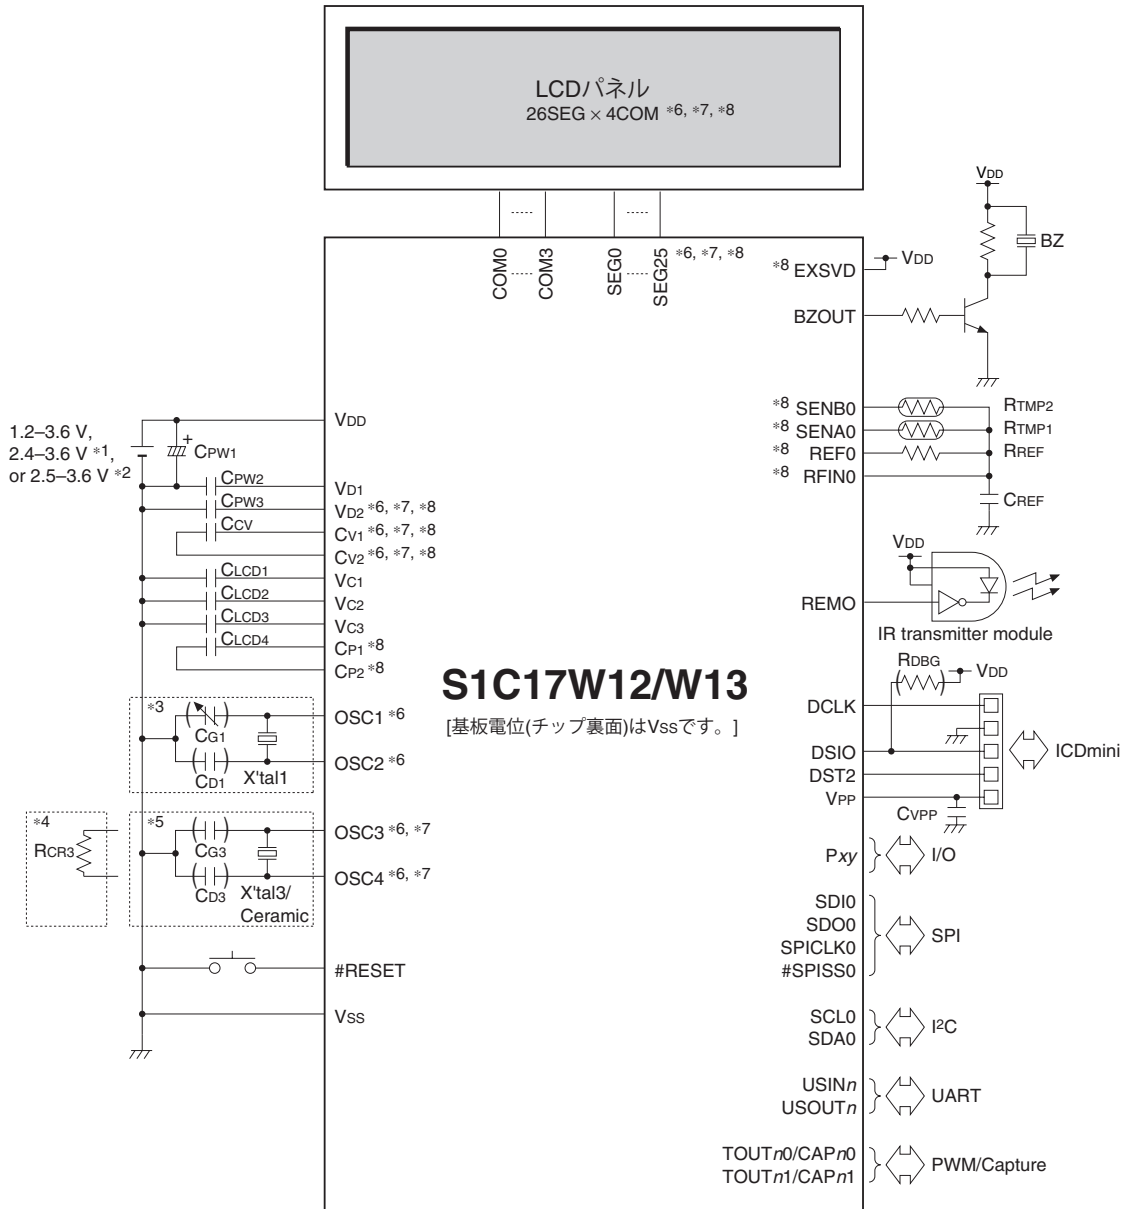 LCDパネル
26SEG × 4COM *6, *7, *8
COM0
COM3
SEG0
SEG25
*6, *7, *8
VDD
BZ
*8 EXSVD
VDD
BZOUT
1.2–3.6 V,
2.4–3.6 V *1,
or 2.5–3.6 V *2
+
CPW1
VDD
CPW2
VD1
CPW3
VD2 *6, *7, *8
CCV
CV1 *6, *7, *8
CV2 *6, *7, *8
CLCD1
VC1
CLCD2
VC2
CLCD3
VC3
CLCD4
CP1 *8
CP2 *8
*8 SENB0
RTMP2
*8 SENA0
RTMP1
*8 REF0
RREF
*8 RFIN0
CREF
VDD
REMO
IR transmitter module
S1C17W12/W13
[基板電位(チップ裏面)はVssです。]
*3
CG1
OSC1 *6
CD1
X'tal1
OSC2 *6
*4
RCR3
*5
CG3
OSC3 *6, *7
CD3
X'tal3/
Ceramic
OSC4 *6, *7
#RESET
VSS
RDBG
VDD
DCLK
DSIO
ICDmini
DST2
VPP
CVPP
Pxy
I/O
SDI0
SDO0
SPICLK0
#SPISS0
SPI
SCL0
SDA0
I2C
USINn
USOUTn
UART
TOUTn0/CAPn0
TOUTn1/CAPn1
PWM/Capture